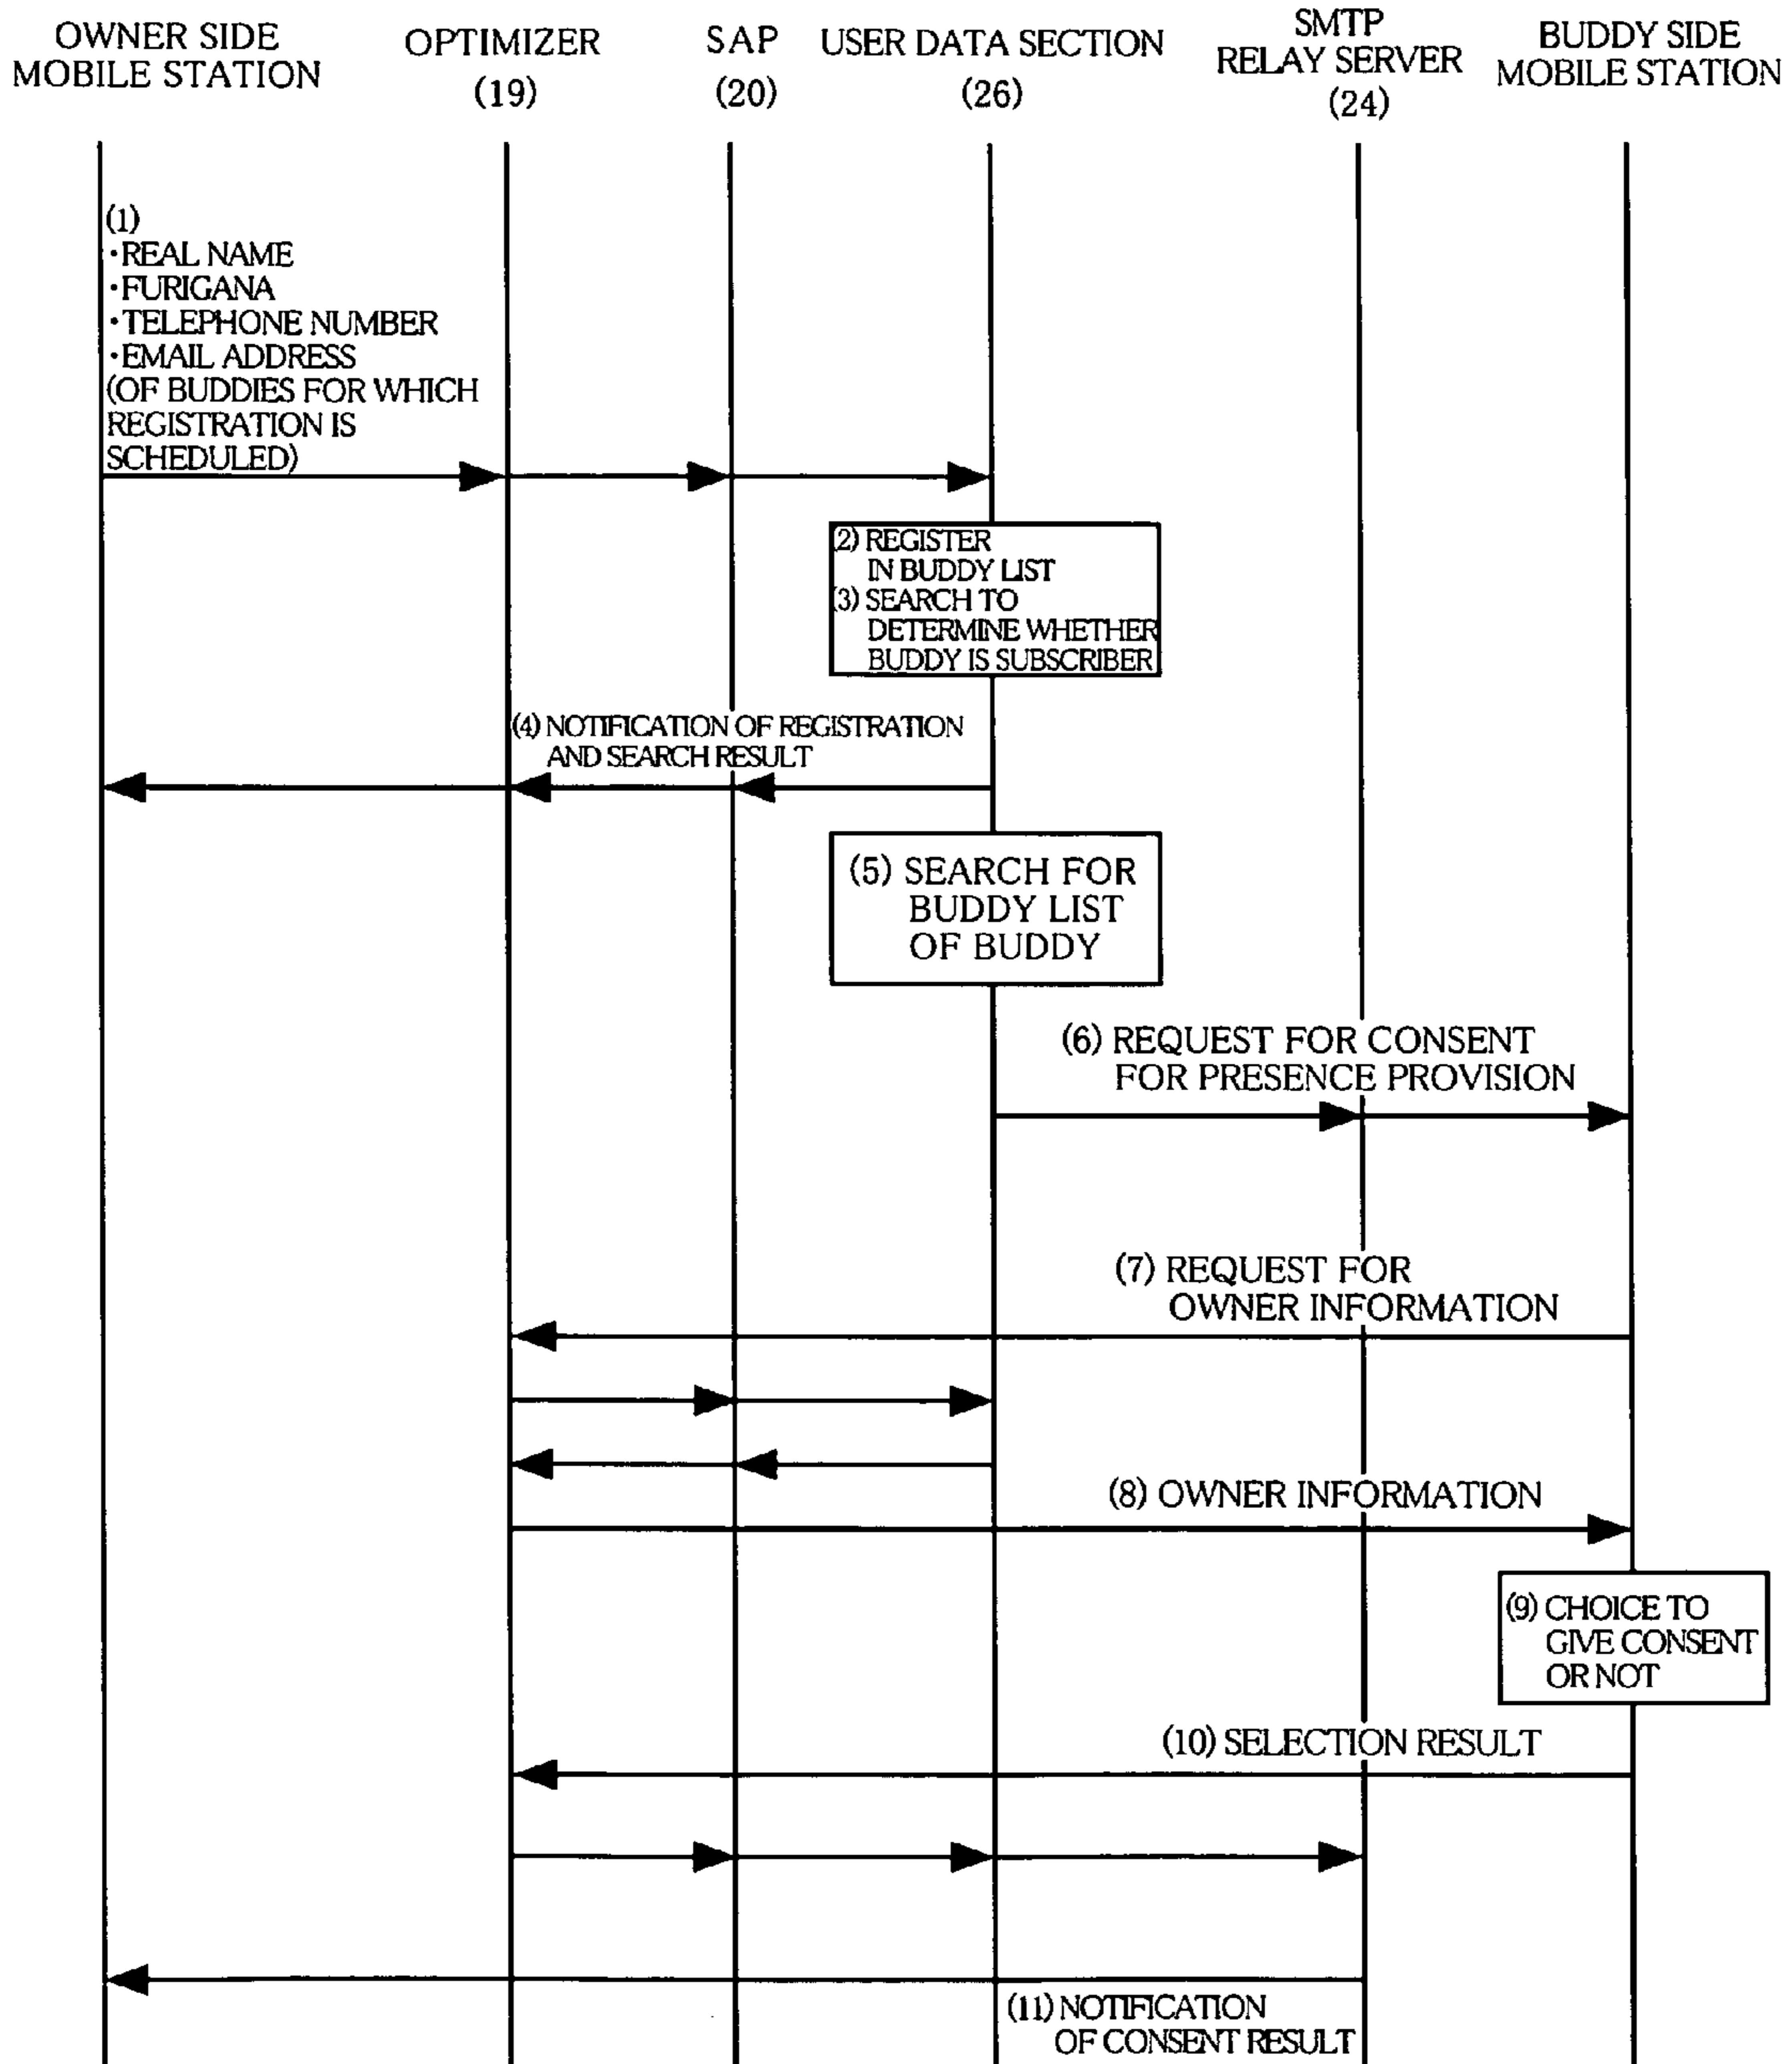 OWNER SIDE
MOBILE STATION
OPTIMIZER
(19)
SAP
(20)
USER DATA SECTION
(26)
SMTP
RELAY SERVER
(24)
BUDDY SIDE
MOBILE STATION
(1)
・REAL NAME
・FURIGANA
・TELEPHONE NUMBER
・EMAIL ADDRESS
(OF BUDDIES FOR WHICH
REGISTRATION IS
SCHEDULED)
(2) REGISTER
IN BUDDY LIST
(3) SEARCH TO
DETERMINE WHETHER
BUDDY IS SUBSCRIBER
(4) NOTIFICATION OF REGISTRATION
AND SEARCH RESULT
(5) SEARCH FOR
BUDDY LIST
OF BUDDY
(6) REQUEST FOR CONSENT
FOR PRESENCE PROVISION
(7) REQUEST FOR
OWNER INFORMATION
(8) OWNER INFORMATION
(9) CHOICE TO
GIVE CONSENT
OR NOT
(10) SELECTION RESULT
(11) NOTIFICATION
OF CONSENT RESULT